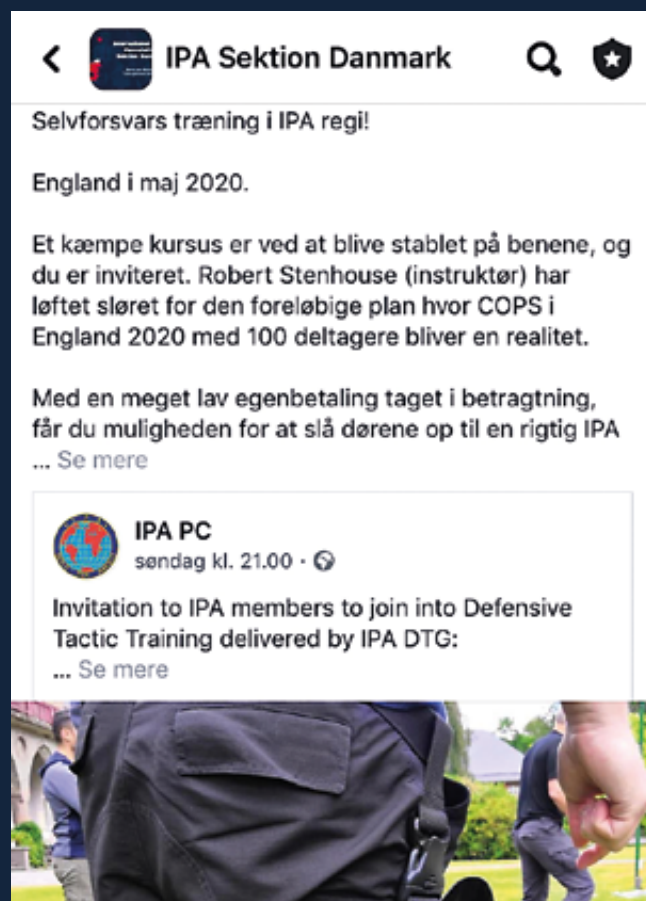 IPA Sektion Danmark
Selvforsvars træning i IPA regi!
England i maj 2020.
Et kæmpe kursus er ved at blive stablet på benene, og
du er inviteret. Robert Stenhouse (instruktør) har
løftet sløret for den foreløbige plan hvor COPS i
England 2020 med 100 deltagere bliver en realitet.
Med en meget lav egenbetaling taget i betragtning,
får du muligheden for at slå dørene op til en rigtig IPA
... Se mere
IPA PC
søndag kl. 21.00 ·
Invitation to IPA members to join into Defensive
Tactic Training delivered by IPA DTG:
... Se mere